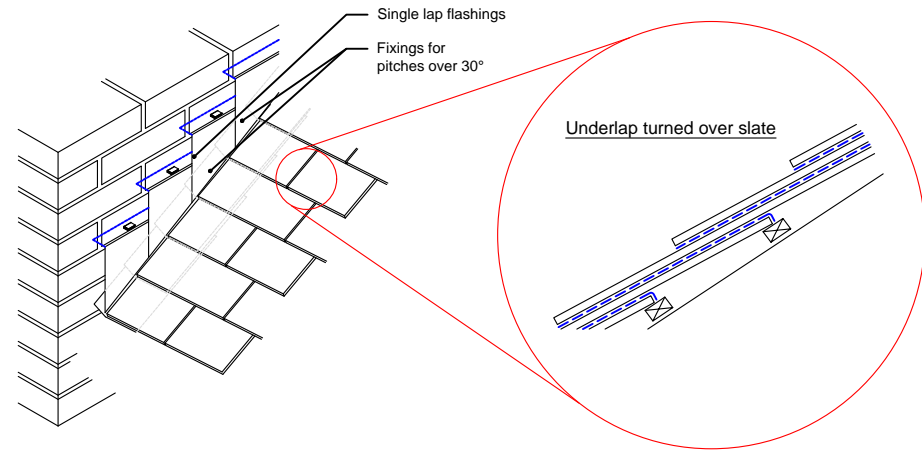 Single lap flashings
Fixings for
pitches over 30°
Underlap turned over slate